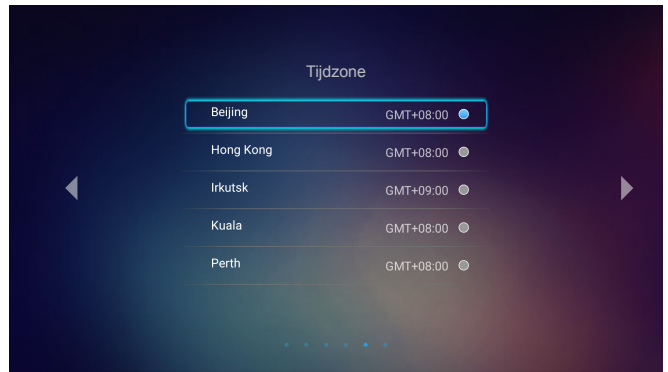 Tijdzone
Beijing GMT+08:00
Hong Kong GMT+08:00
Irkutsk GMT+09:00
Kuala GMT+08:00
Perth GMT+08:00